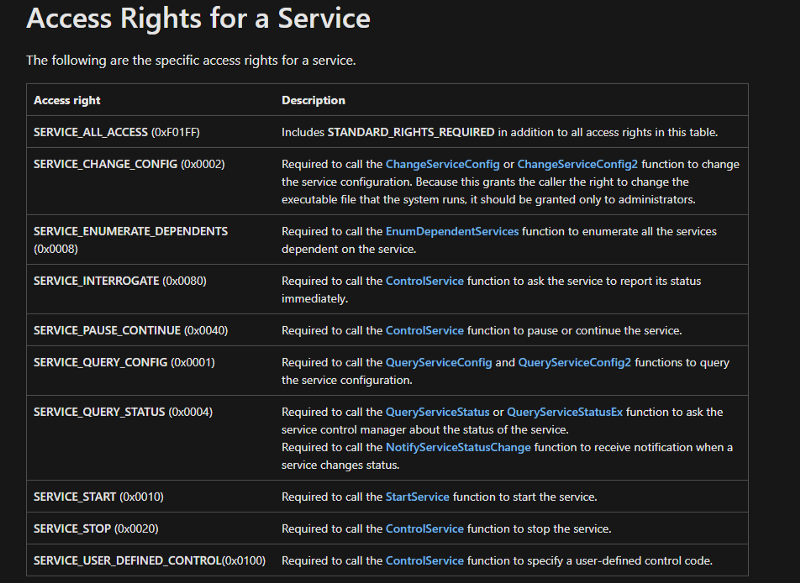 Access Rights for a Service
The following are the specific access rights for a service.
Access right Description
SERVICE_ALL_ACCESS (0xF01FF) Includes STANDARD_RIGHTS_REQUIRED in addition to all access rights in this table.
SERVICE_CHANGE_CONFIG (0x0002) Required to call the ChangeServiceConfig or ChangeServiceConfig2 function to change
the service configuration. Because this grants the caller the right to change the
executable file that the system runs, it should be granted only to administrators.
SERVICE_ENUMERATE_DEPENDENTS Required to call the EnumDependentServices function to enumerate all the services
(0x0008) dependent on the service.
SERVICE_INTERROGATE (0x0080) Required to call the ControlService function to ask the service to report its status
immediately.
SERVICE_PAUSE_CONTINUE (0x0040) Required to call the ControlService function to pause or continue the service.
SERVICE_QUERY_CONFIG (0x0001) Required to call the QueryServiceConfig and QueryServiceConfig2 functions to query
the service configuration.
SERVICE_QUERY_STATUS (0x0004) Required to call the QueryServiceStatus or QueryServiceStatusEx function to ask the
service control manager about the status of the service.
Required to call the NotifyServiceStatusChange function to receive notification when a
service changes status.
SERVICE_START (0x0010) Required to call the StartService function to start the service.
SERVICE_STOP (0x0020) Required to call the ControlService function to stop the service.
SERVICE_USER_DEFINED_CONTROL(0x0100) Required to call the ControlService function to specify a user-defined control code.